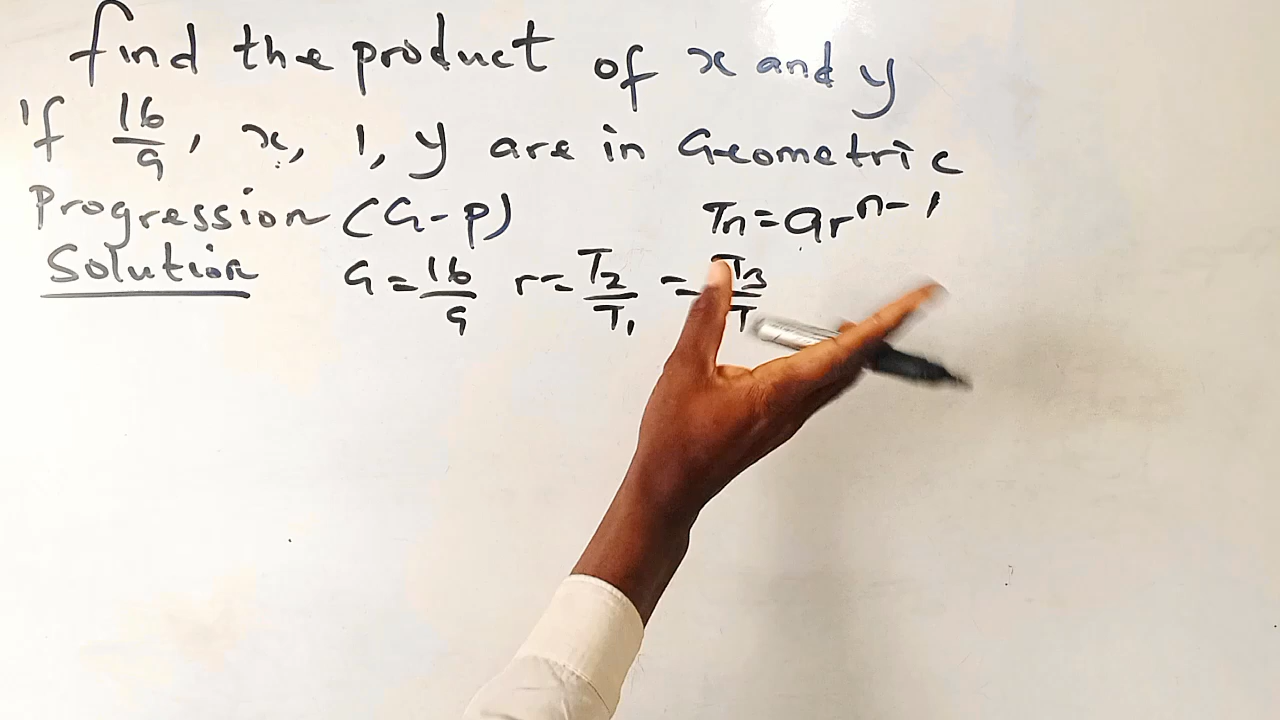 find the product of x and y
If 16/9, x, 1, y are in Geometric
Progression (G-P) Tn = ar^n-1
Solution a = 16/9 r = T2/T1 = T3/T